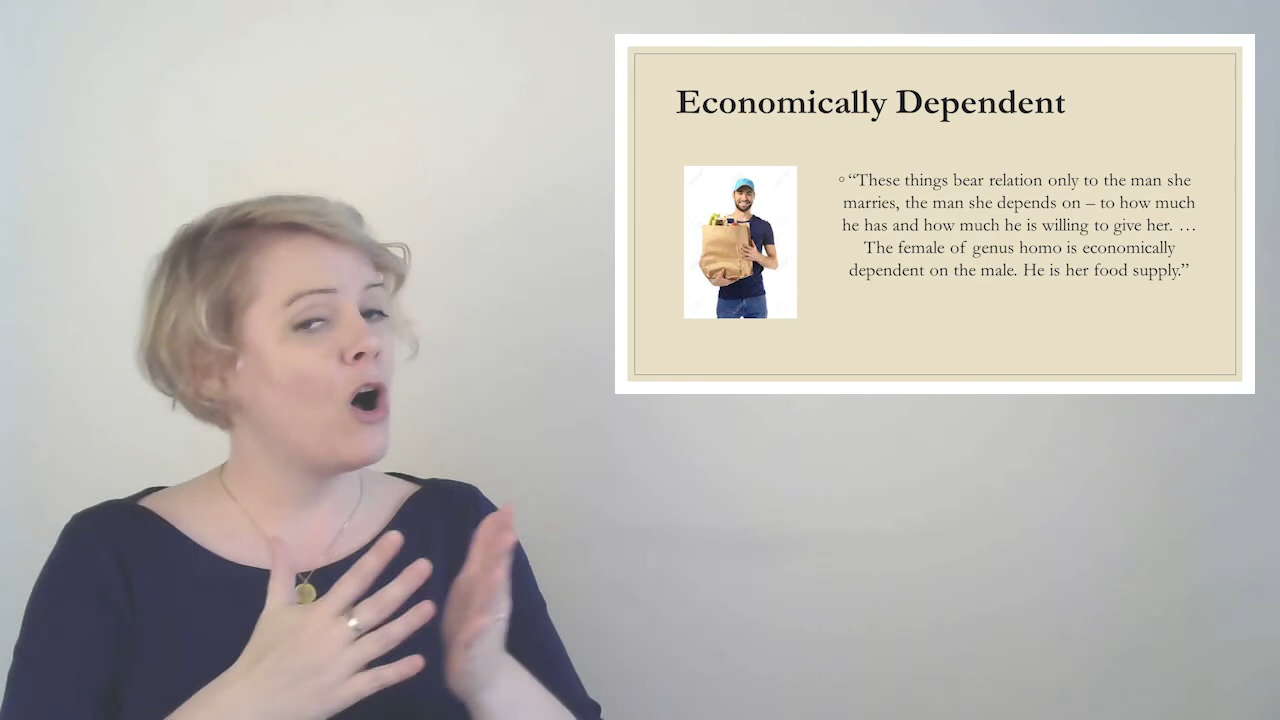 Economically Dependent
◦ “These things bear relation only to the man she
marries, the man she depends on – to how much
he has and how much he is willing to give her. …
The female of genus homo is economically
dependent on the male. He is her food supply.”